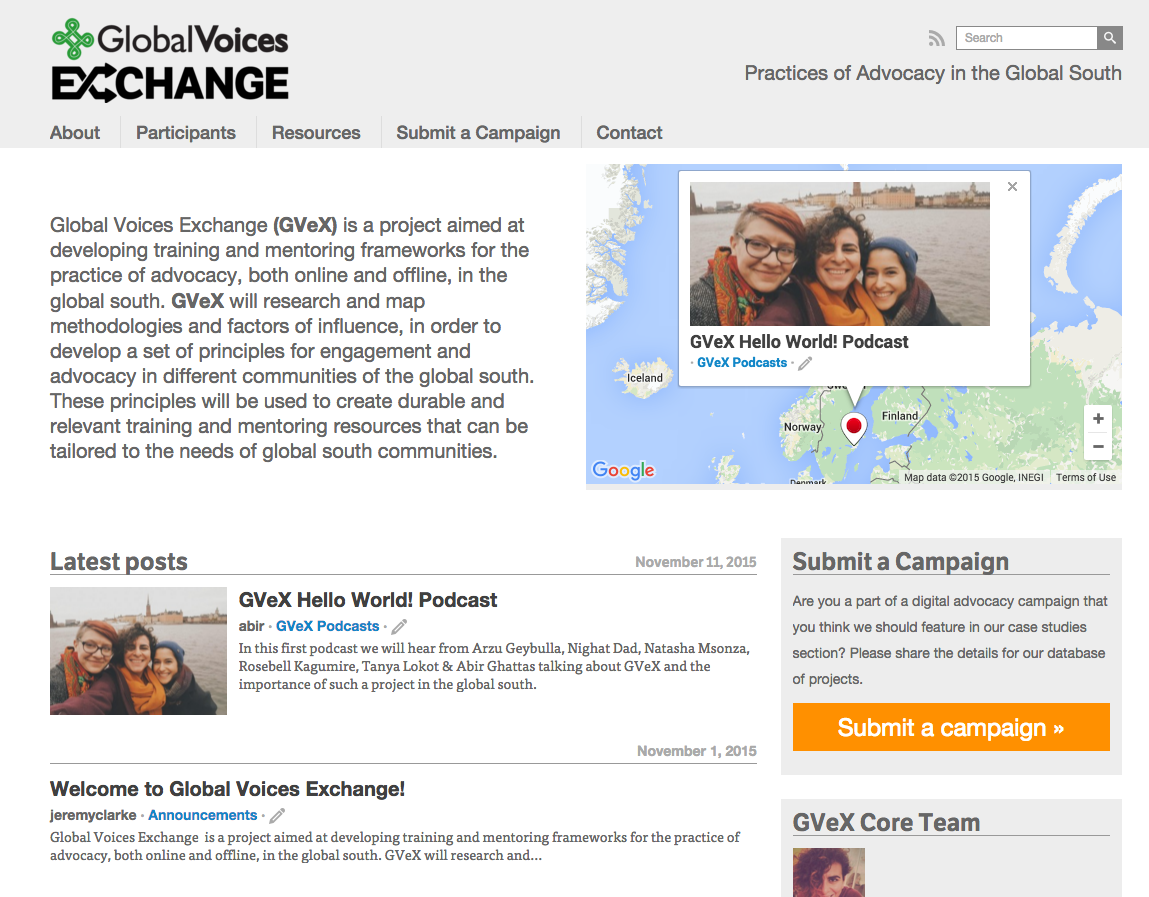 GlobalVoices
EXCHANGE
Search
Practices of Advocacy in the Global South
About
Participants
Resources
Submit a Campaign
Contact
Global Voices Exchange (GVeX) is a project aimed at
developing training and mentoring frameworks for the
practice of advocacy, both online and offline, in the
global south. GVeX will research and map
methodologies and factors of influence, in order to
develop a set of principles for engagement and
advocacy in different communities of the global south.
These principles will be used to create durable and
relevant training and mentoring resources that can be
tailored to the needs of global south communities.
GVeX Hello World! Podcast
· GVeX Podcasts ·
Iceland
Norway
Finland
Google
Map data ©2015 Google, INEGI
Terms of Use
Latest posts
November 11, 2015
GVeX Hello World! Podcast
abir · GVeX Podcasts ·
In this first podcast we will hear from Arzu Geybulla, Nighat Dad, Natasha Msonza,
Rosebell Kagumire, Tanya Lokot & Abir Ghattas talking about GVeX and the
importance of such a project in the global south.
November 1, 2015
Welcome to Global Voices Exchange!
jeremyclarke · Announcements ·
Global Voices Exchange  is a project aimed at developing training and mentoring frameworks for the practice of
advocacy, both online and offline, in the global south. GVeX will research and...
Submit a Campaign
Are you a part of a digital advocacy campaign that
you think we should feature in our case studies
section? Please share the details for our database
of projects.
Submit a campaign »
GVeX Core Team